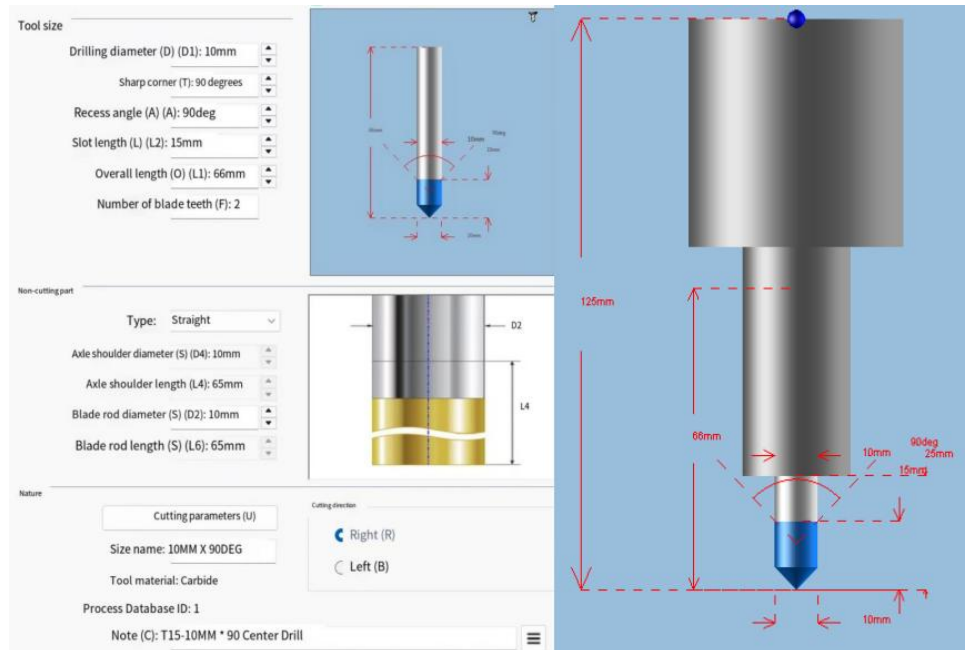 Tool size
Drilling diameter (D) (D1): 10mm
Sharp corner (T): 90 degrees
Recess angle (A) (A): 90deg
Slot length (L) (L2): 15mm
Overall length (O) (L1): 66mm
Number of blade teeth (F): 2
10mm
90deg
Non-cutting part
Type: Straight
Axle shoulder diameter (S) (D4): 10mm
Axle shoulder length (L4): 65mm
Blade rod diameter (S) (D2): 10mm
Blade rod length (S) (L6): 65mm
D2
L4
Nature
Cutting parameters (U)
Size name: 10MM X 90DEG
Tool material: Carbide
Process Database ID: 1
Note (C): T15-10MM * 90 Center Drill
Cutting direction
Right (R)
Left (B)
125mm
66mm
10mm
90deg
25mm
15mm
10mm